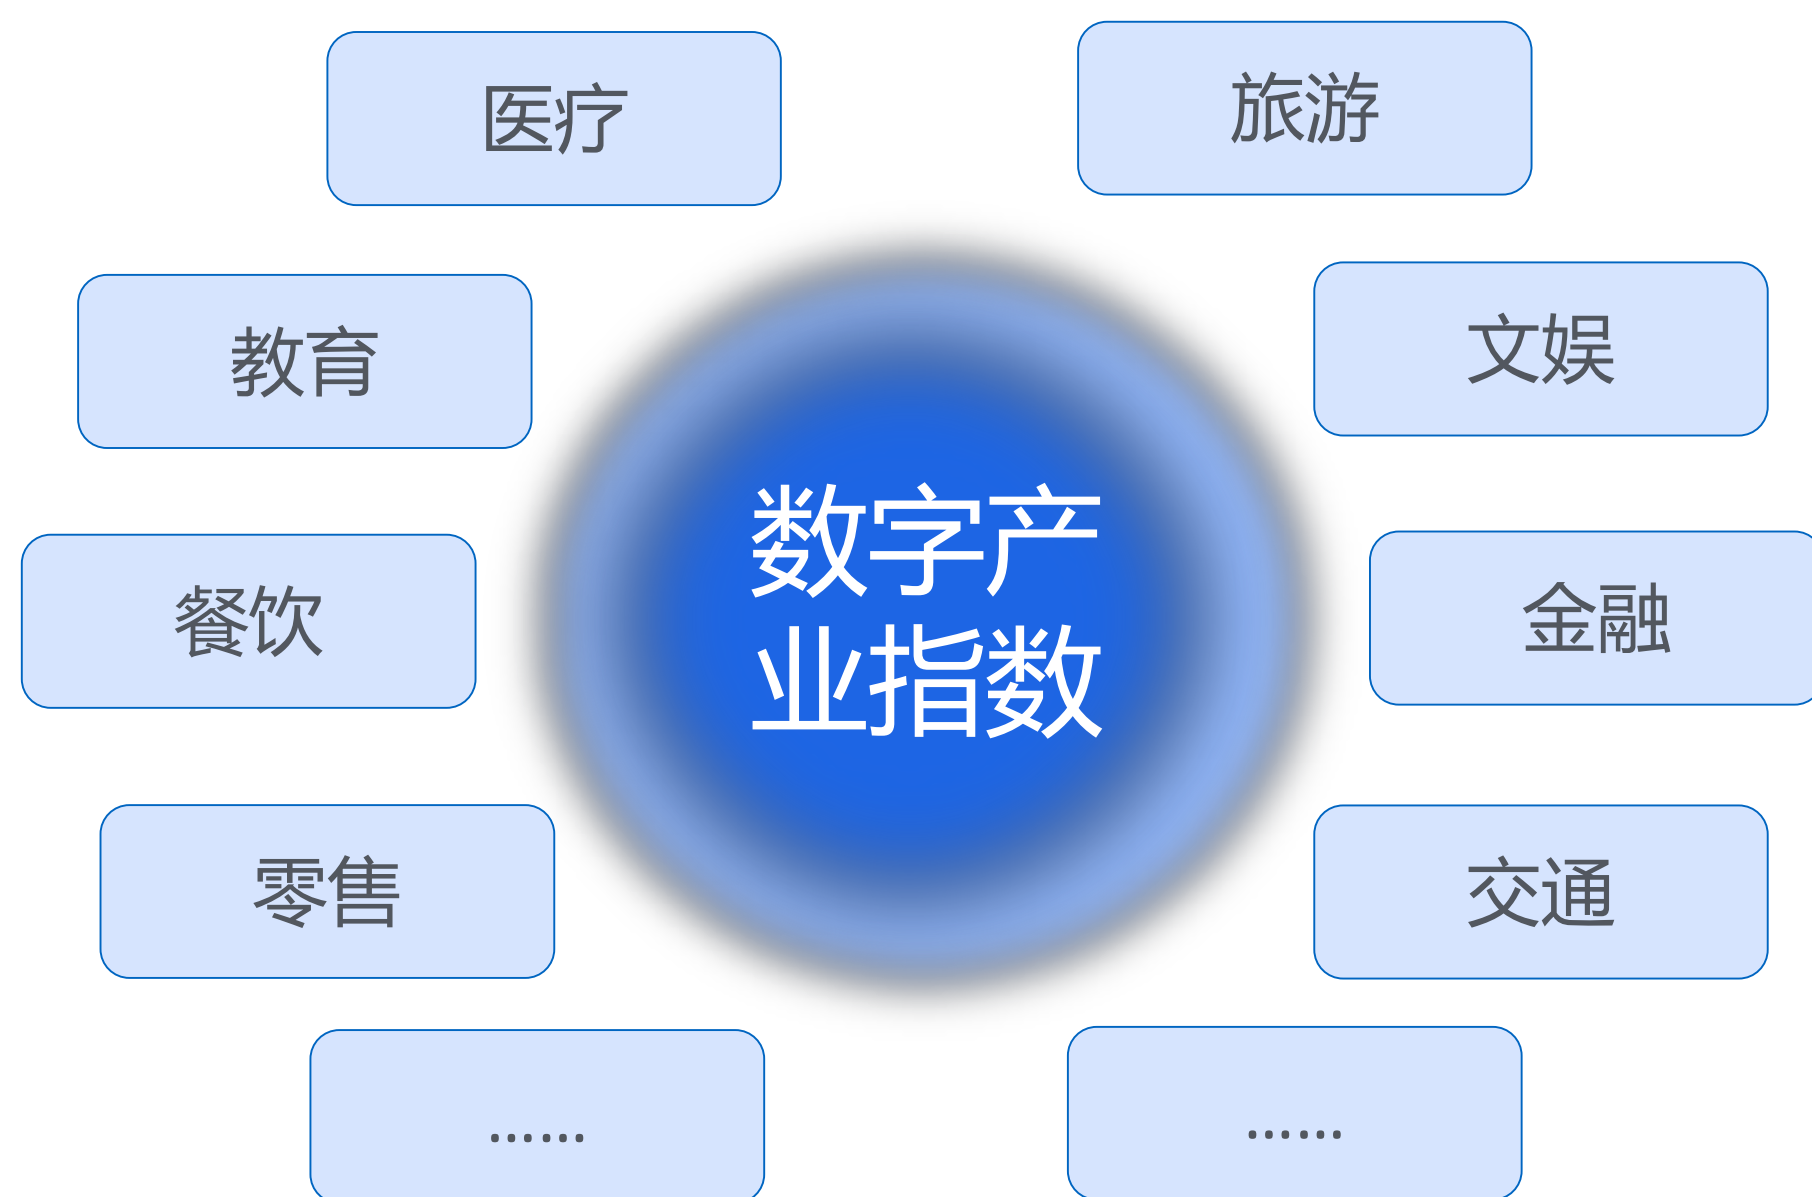 医疗
旅游
教育
文娱
数字产
业指数
餐饮
金融
零售
交通
……
……